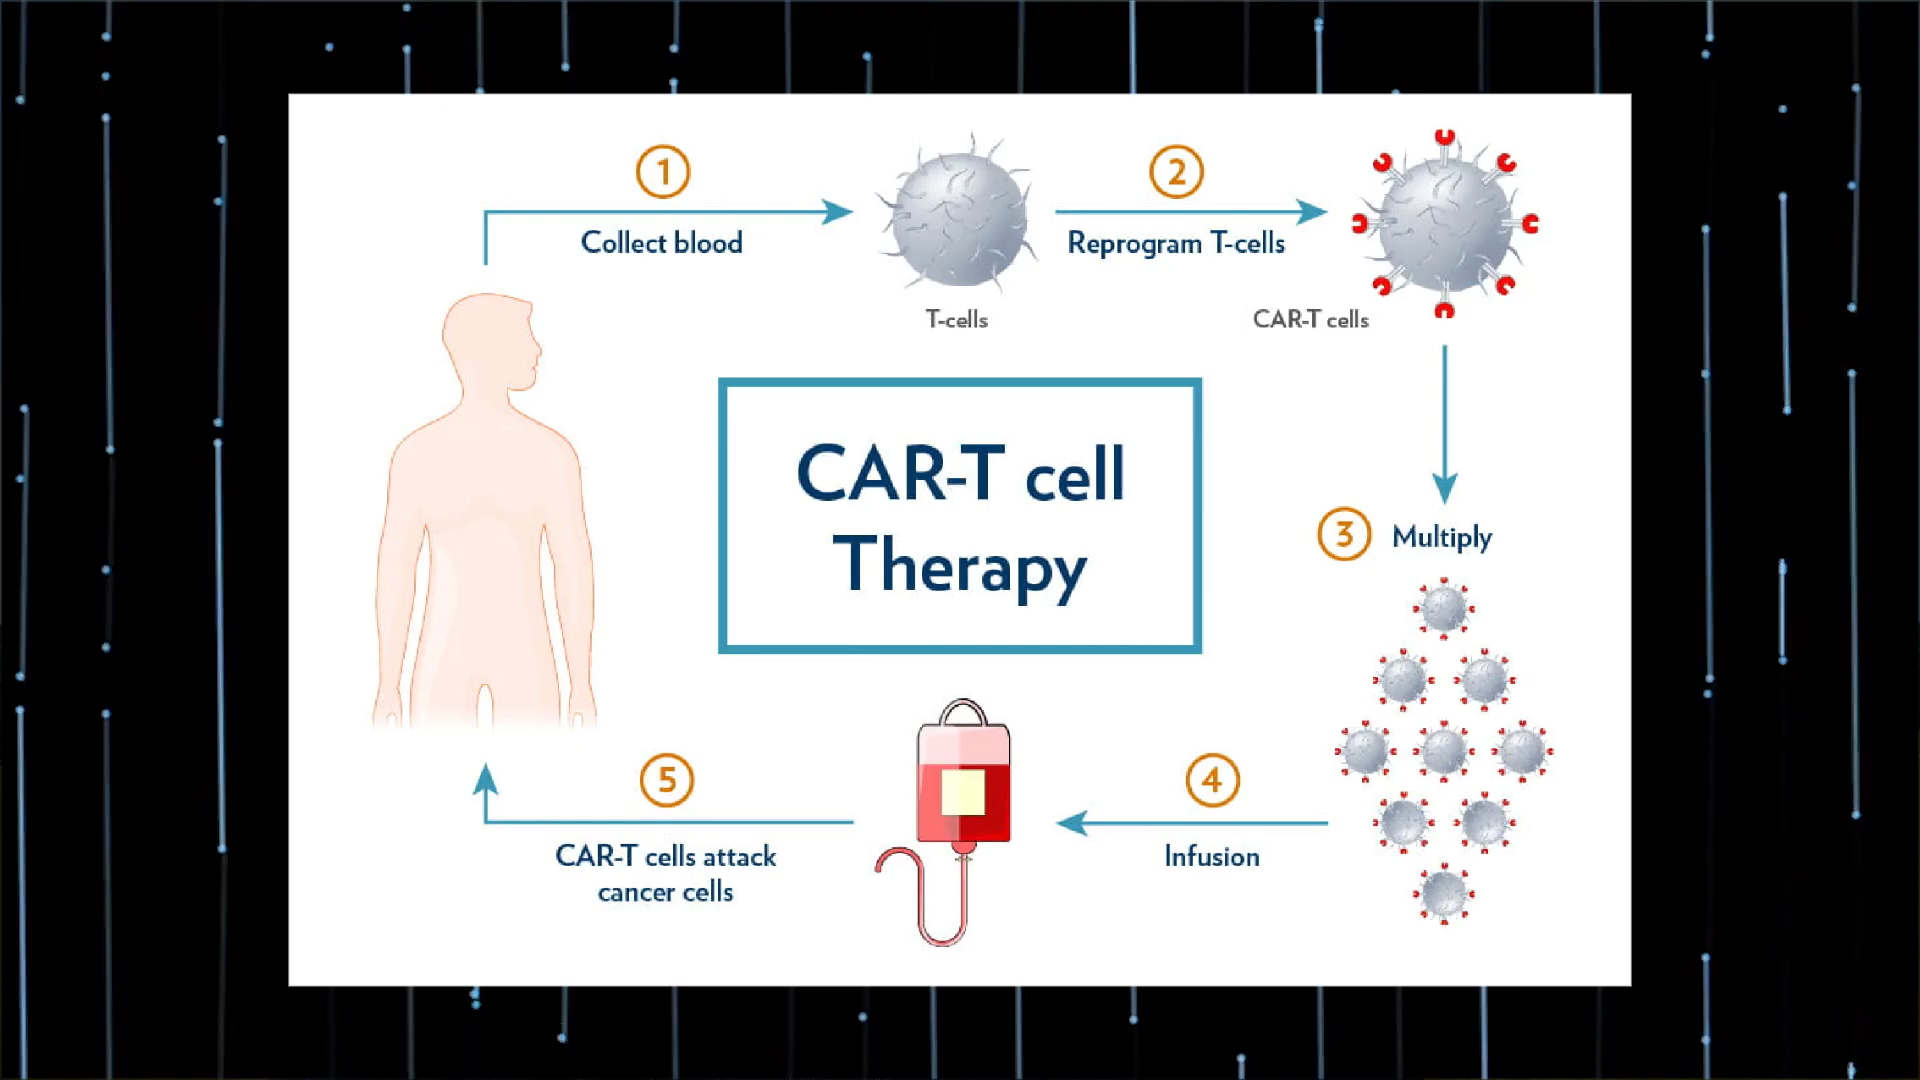 1
Collect blood
T-cells
2
Reprogram T-cells
CAR-T cells
CAR-T cell
Therapy
3 Multiply
4
Infusion
5
CAR-T cells attack
cancer cells